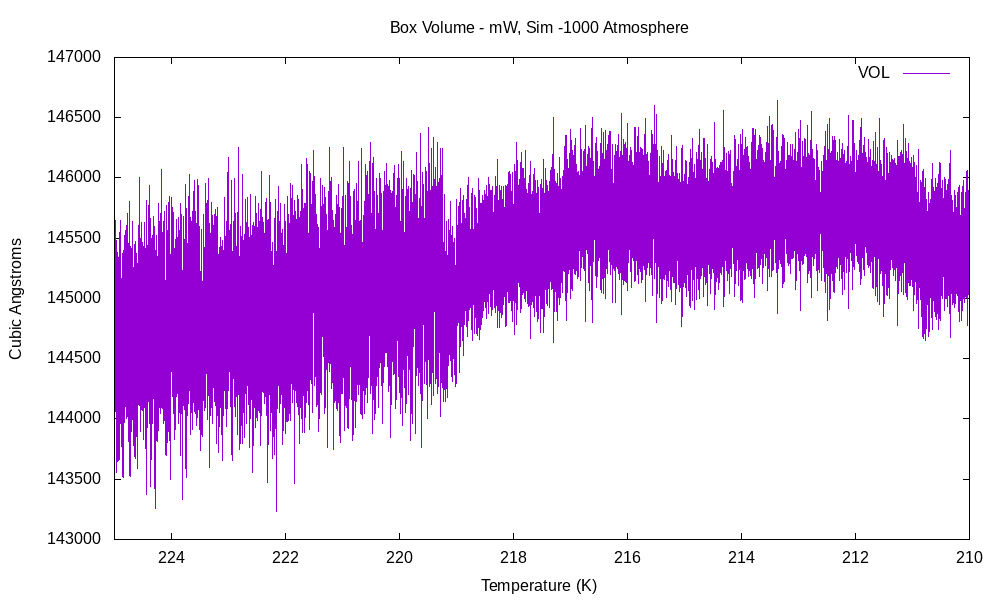 Box Volume - mW, Sim -1000 Atmosphere
VOL
147000
146500
146000
145500
145000
144500
144000
143500
143000
Cubic Angstroms
224 222 220 218 216 214 212 210
Temperature (K)